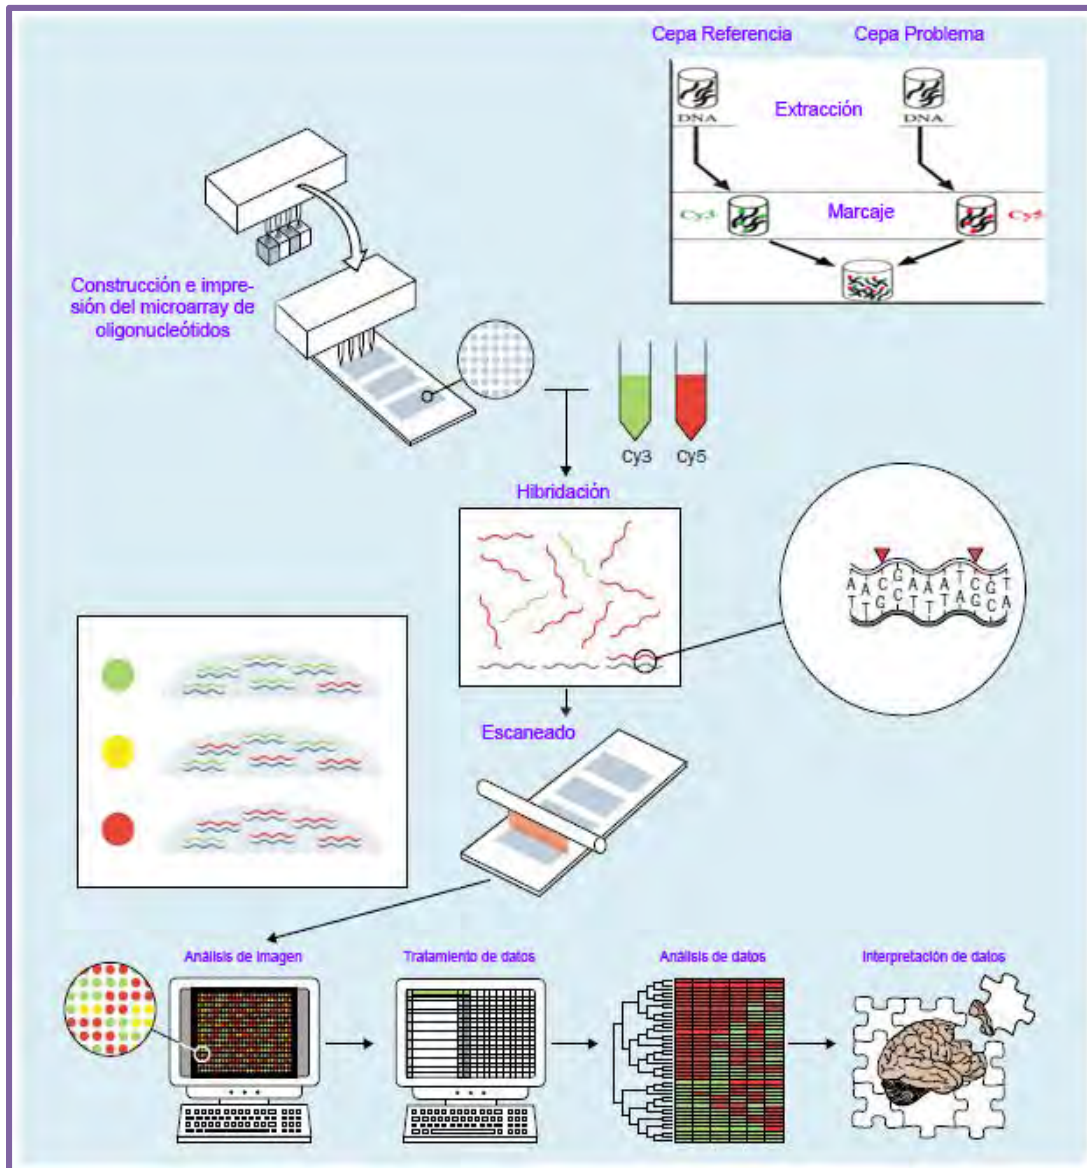 Cepa Referencia
Cepa Problema
Extracción
DNA
DNA
Cy3
Marcaje
Cy5
Construcción e impre-
sión del microarray de
oligonucleótidos
Cy3
Cy5
Hibridación
A A C G A A A T C G T
T T G C T T T A G C A
Escaneado
Análisis de imagen
Tratamiento de datos
Análisis de datos
Interpretación de datos